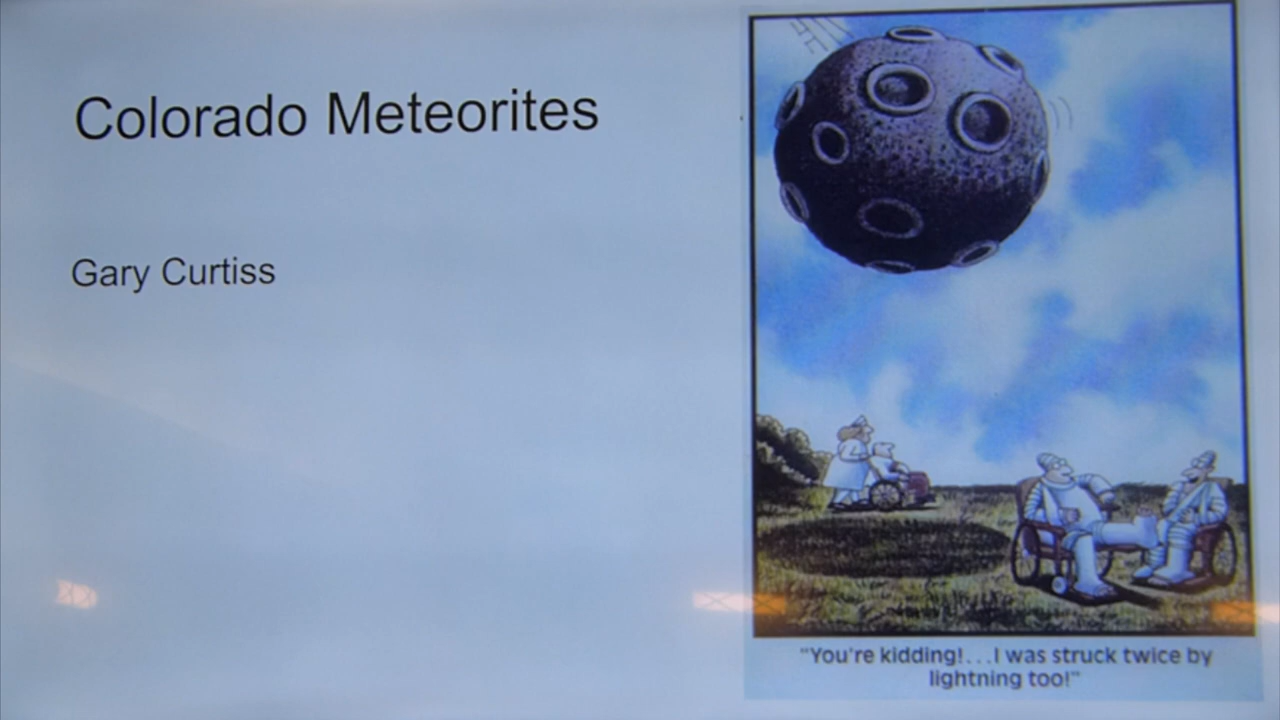 Colorado Meteorites
Gary Curtiss
"You're kidding!...I was struck twice by
lightning too!"